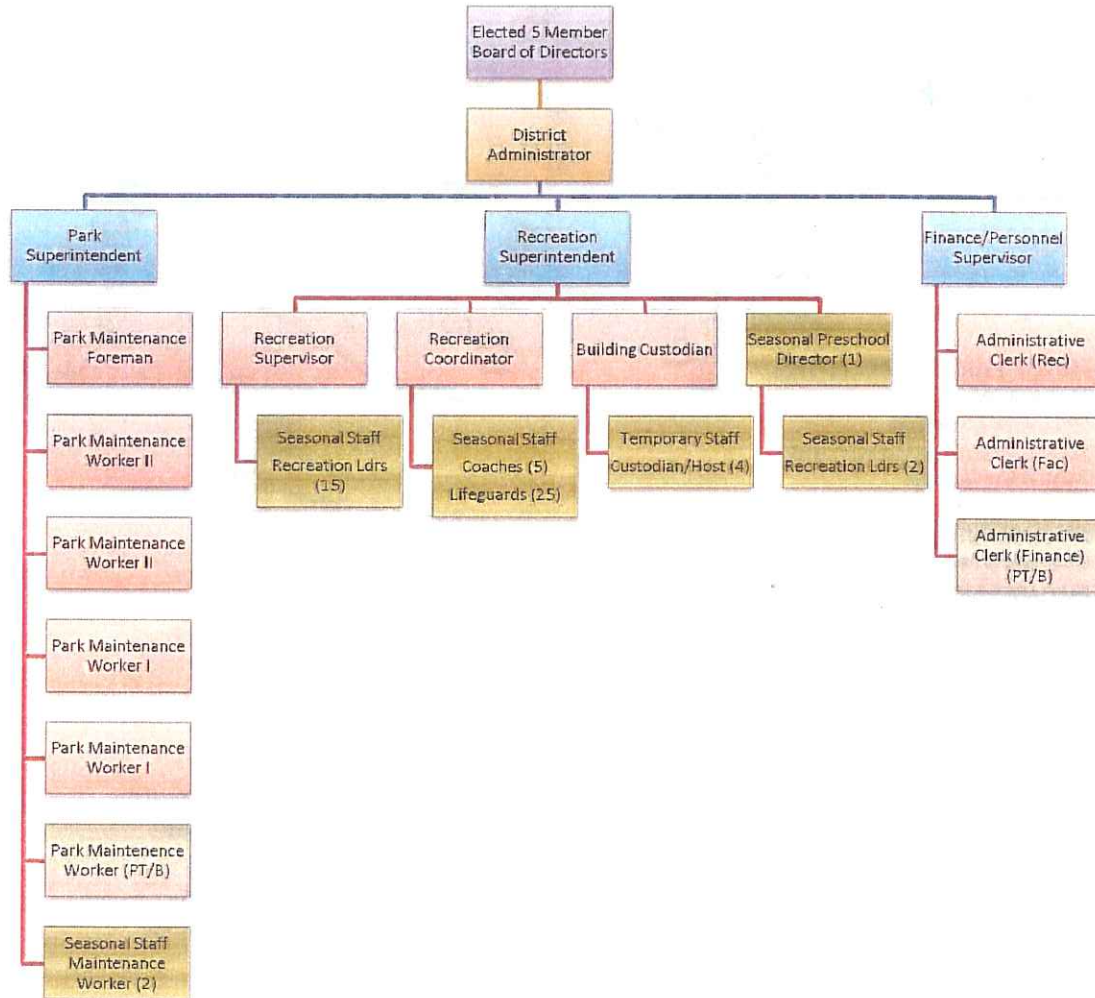 Elected 5 Member
Board of Directors
District
Administrator
Park
Superintendent
Recreation
Superintendent
Finance/Personnel
Supervisor
Park Maintenance
Foreman
Park Maintenance
Worker II
Park Maintenance
Worker II
Park Maintenance
Worker I
Park Maintenance
Worker I
Park Maintenence
Worker (PT/B)
Seasonal Staff
Maintenance
Worker (2)
Recreation
Supervisor
Seasonal Staff
Recreation Ldrs
(15)
Recreation
Coordinator
Seasonal Staff
Coaches (5)
Lifeguards (25)
Building Custodian
Temporary Staff
Custodian/Host (4)
Seasonal Preschool
Director (1)
Seasonal Staff
Recreation Ldrs (2)
Administrative
Clerk (Rec)
Administrative
Clerk (Fac)
Administrative
Clerk (Finance)
(PT/B)